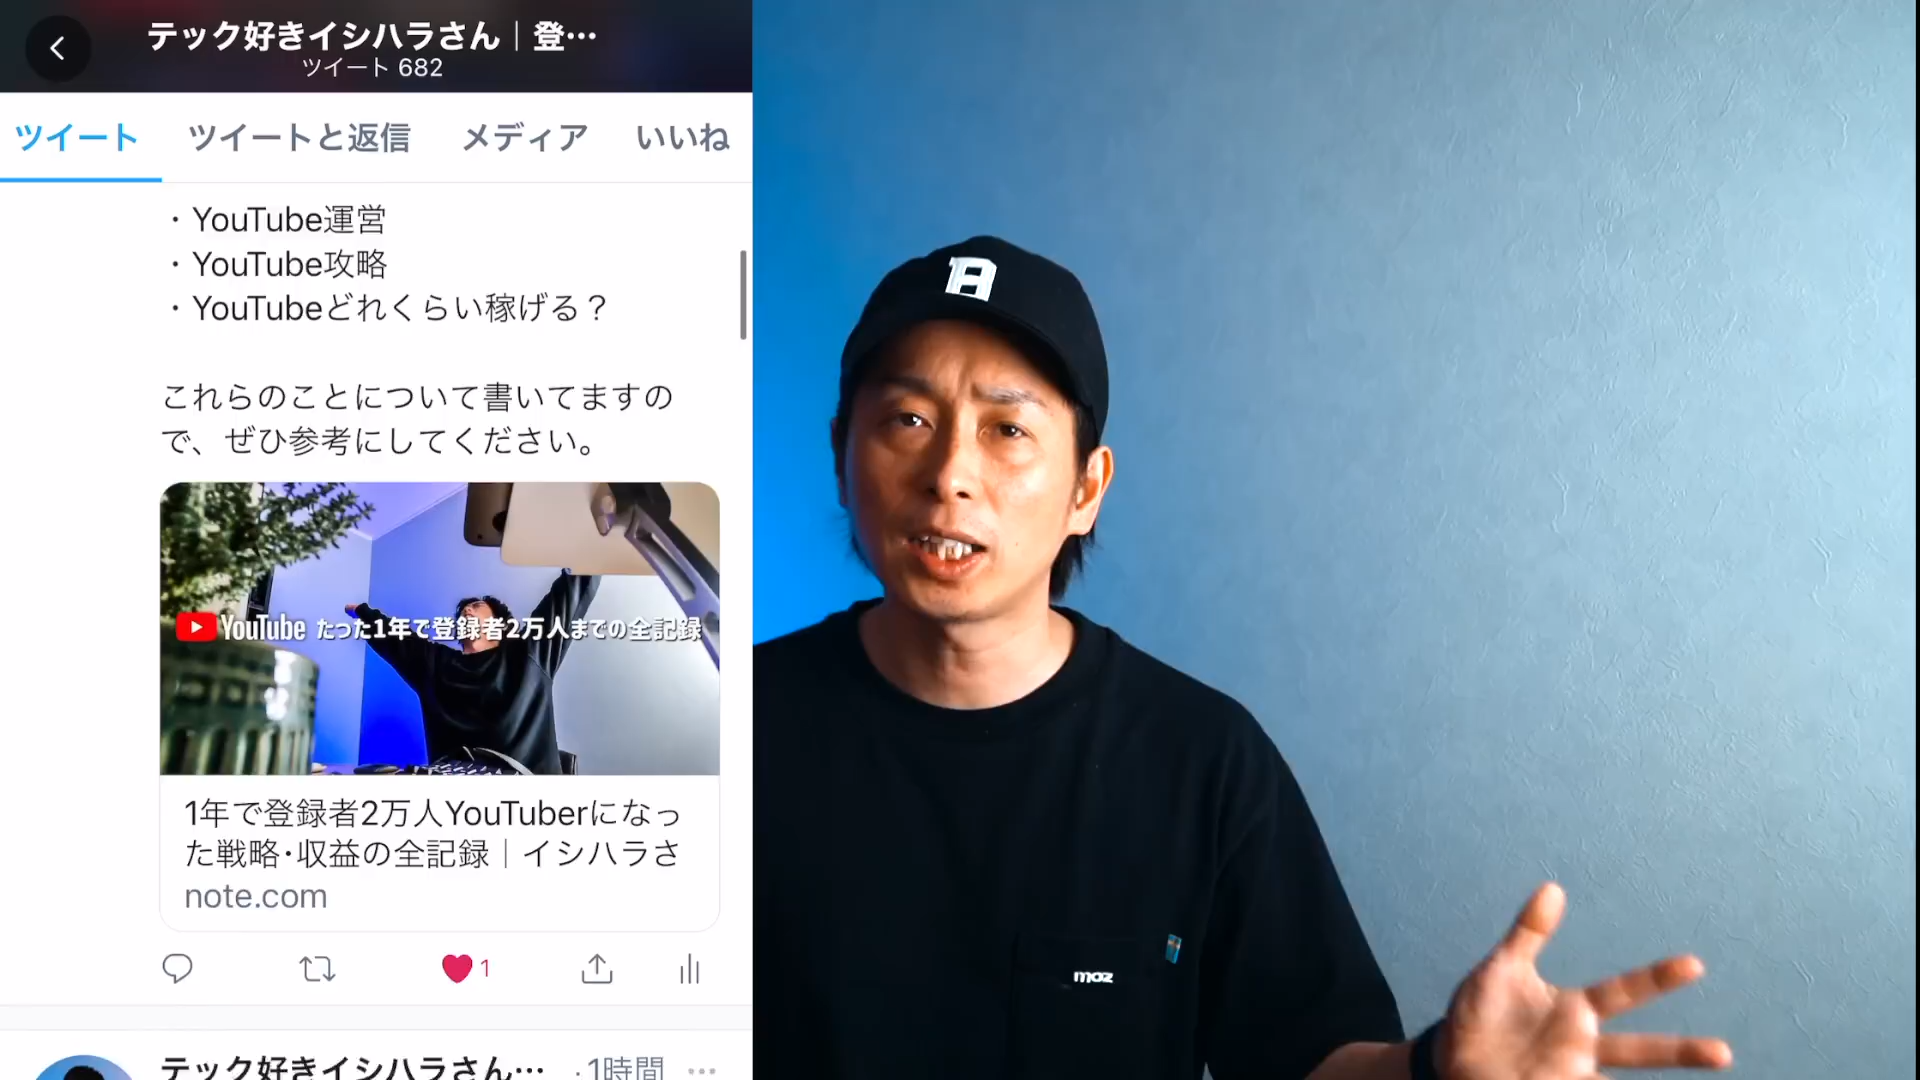 テック好きイシハラさん｜登…
ツイート 682
ツイート
ツイートと返信
メディア
いいね
・YouTube運営
・YouTube攻略
・YouTubeどれくらい稼げる？
これらのことについて書いてますの
で、ぜひ参考にしてください。
YouTube たった1年で登録者2万人までの全記録
1年で登録者2万人YouTuberになっ
た戦略･収益の全記録｜イシハラさ
note.com
1
テック好きイシハラさん… · 1時間 …
B
moz